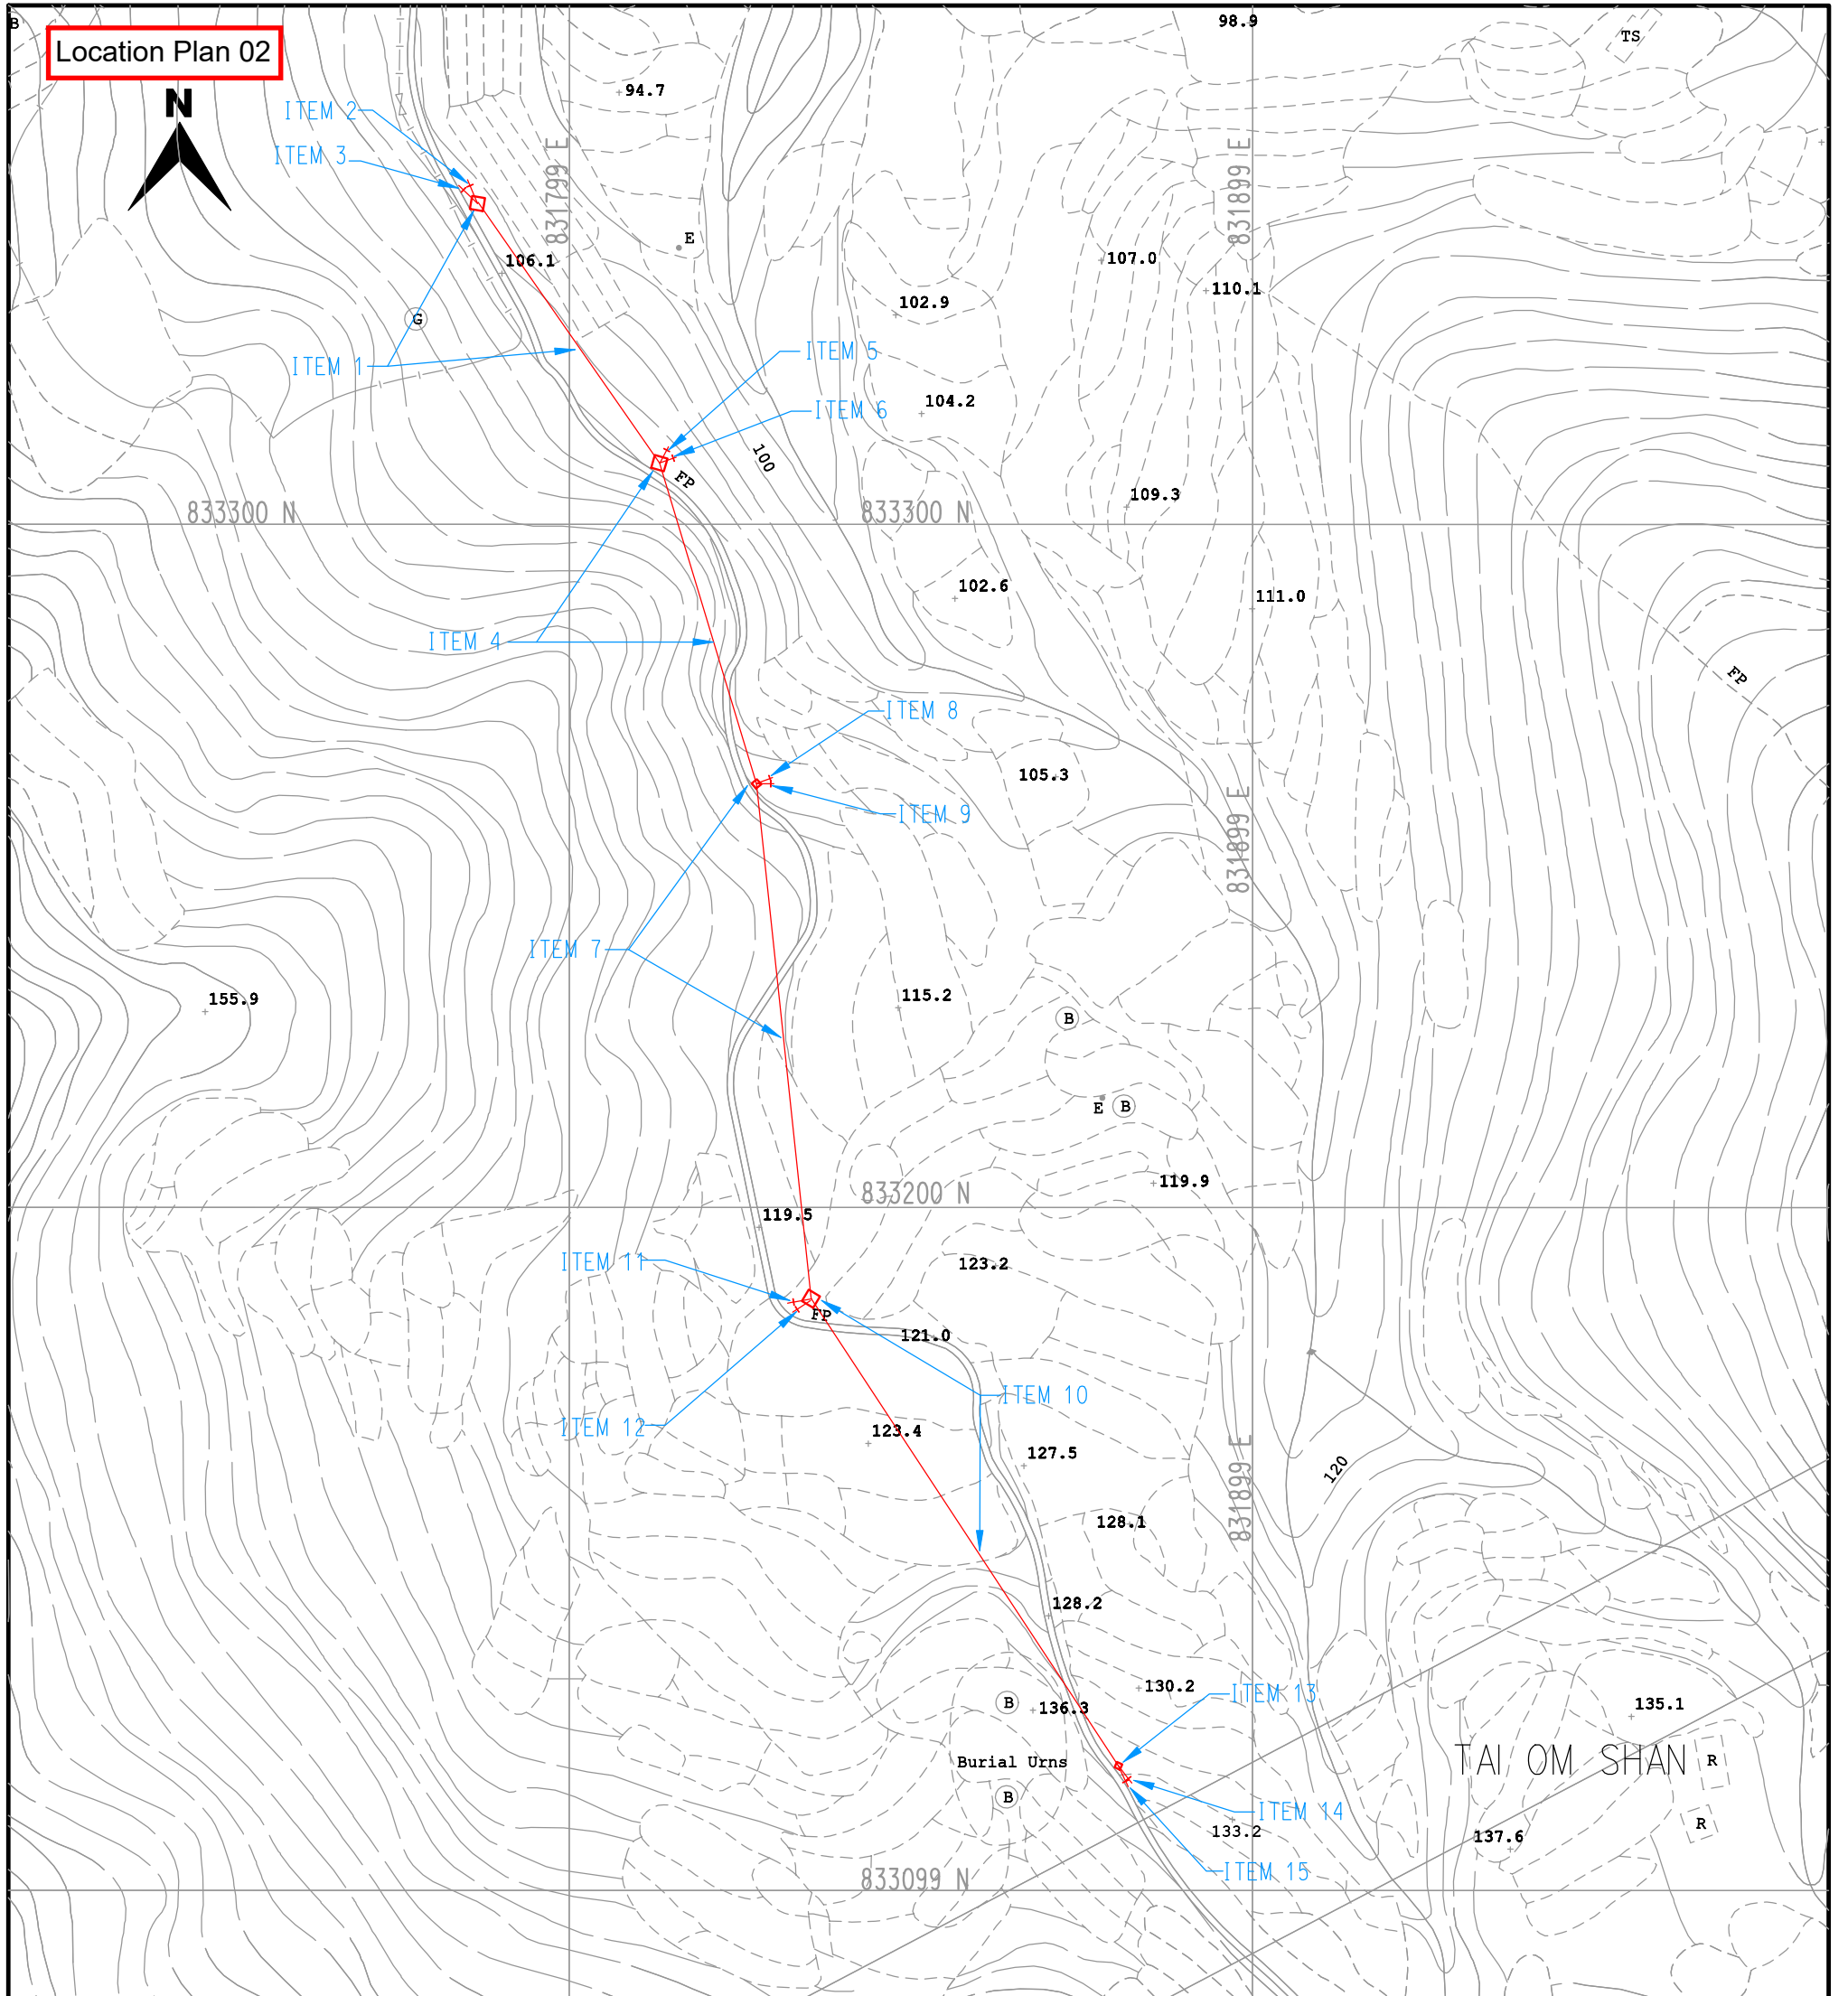 B
98.9
Location Plan 02
TS
N
94.7
ITEM 2
ITEM 3
831799 E
831899 E
E
106.1
107.0
110.1
102.9
G
ITEM 1
ITEM 5
104.2
ITEM 6
100
FP
109.3
833300 N
833300 N
102.6
111.0
ITEM 4
FP
ITEM 8
105.3
ITEM 9
831899 E
ITEM 7
155.9
115.2
B
E
B
119.9
833200 N
119.5
ITEM 11
123.2
FP
121.0
ITEM 10
ITEM 12
123.4
127.5
120
831899 E
128.1
128.2
130.2
ITEM 13
B
136.3
135.1
Burial Urns
TAI OM SHAN
R
B
ITEM 14
133.2
137.6
R
ITEM 15
833099 N